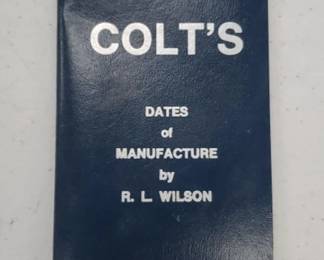 COLT'S
DATES
of
MANUFACTURE
by
R. L. WILSON